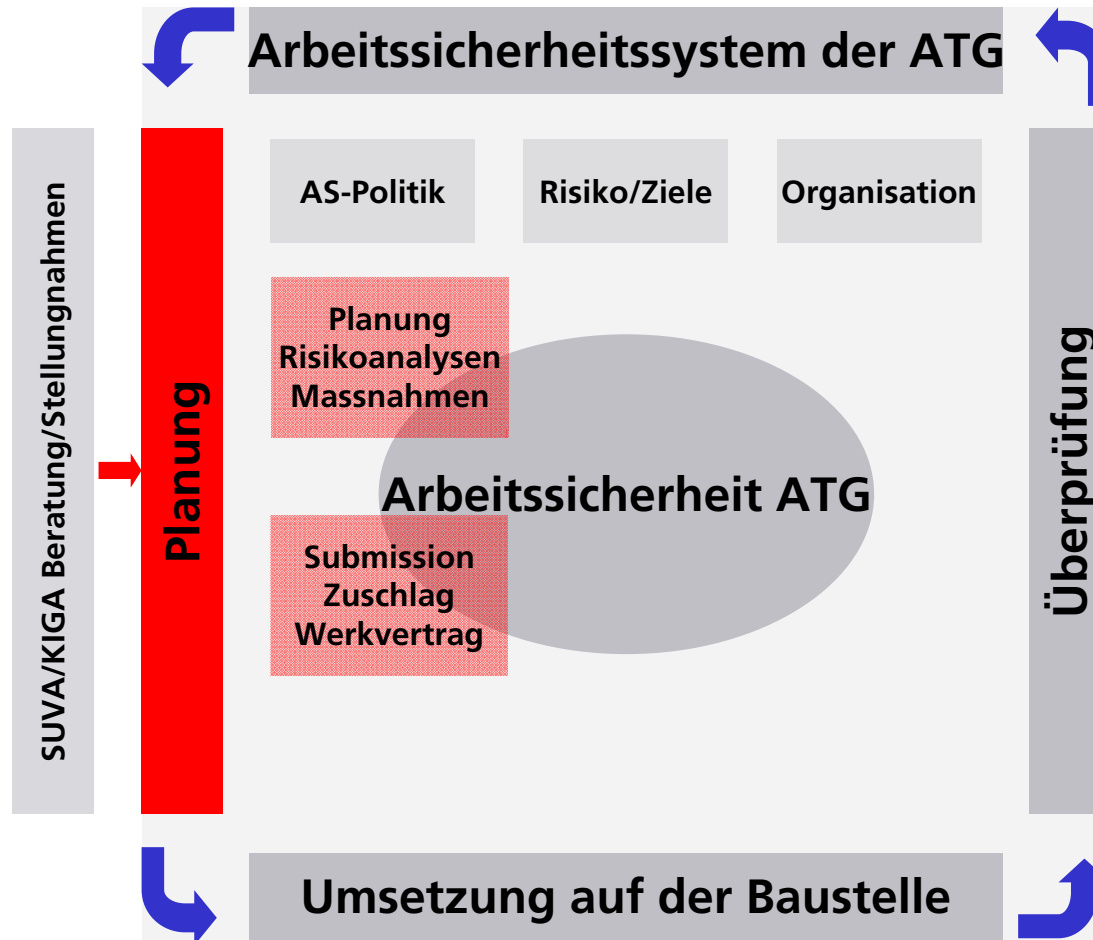 Arbeitssicherheitssystem der ATG
SUVA/KIGA Beratung/Stellungnahmen
Planung
AS-Politik
Risiko/Ziele
Organisation
Planung
Risikoanalysen
Massnahmen
Arbeitssicherheit ATG
Submission
Zuschlag
Werkvertrag
Überprüfung
Umsetzung auf der Baustelle